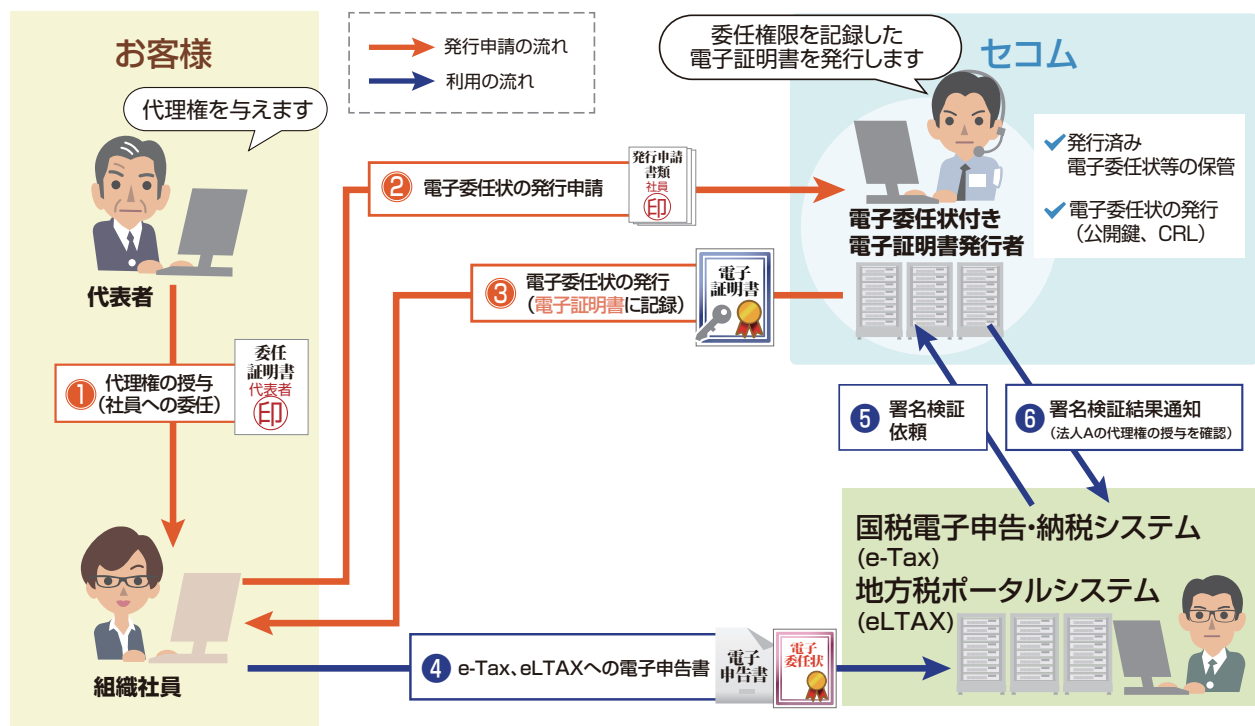 お客様
代理権を与えます
代表者
発行申請の流れ
利用の流れ
委任権限を記録した
電子証明書を発行します
セコム
発行済み
電子委任状等の保管
電子委任状の発行
（公開鍵、CRL）
電子委任状付き
電子証明書発行者
② 電子委任状の発行申請
発行申請
書類
社員
印
③ 電子委任状の発行
（電子証明書に記録）
電子
証明書
① 代理権の授与
（社員への委任）
委任
証明書
代表者
印
⑤ 署名検証
依頼
⑥ 署名検証結果通知
（法人Aの代理権の授与を確認）
国税電子申告・納税システム
(e-Tax)
地方税ポータルシステム
(eLTAX)
組織社員
④ e-Tax、eLTAXへの電子申告書
電子
申告書
電子
委任状